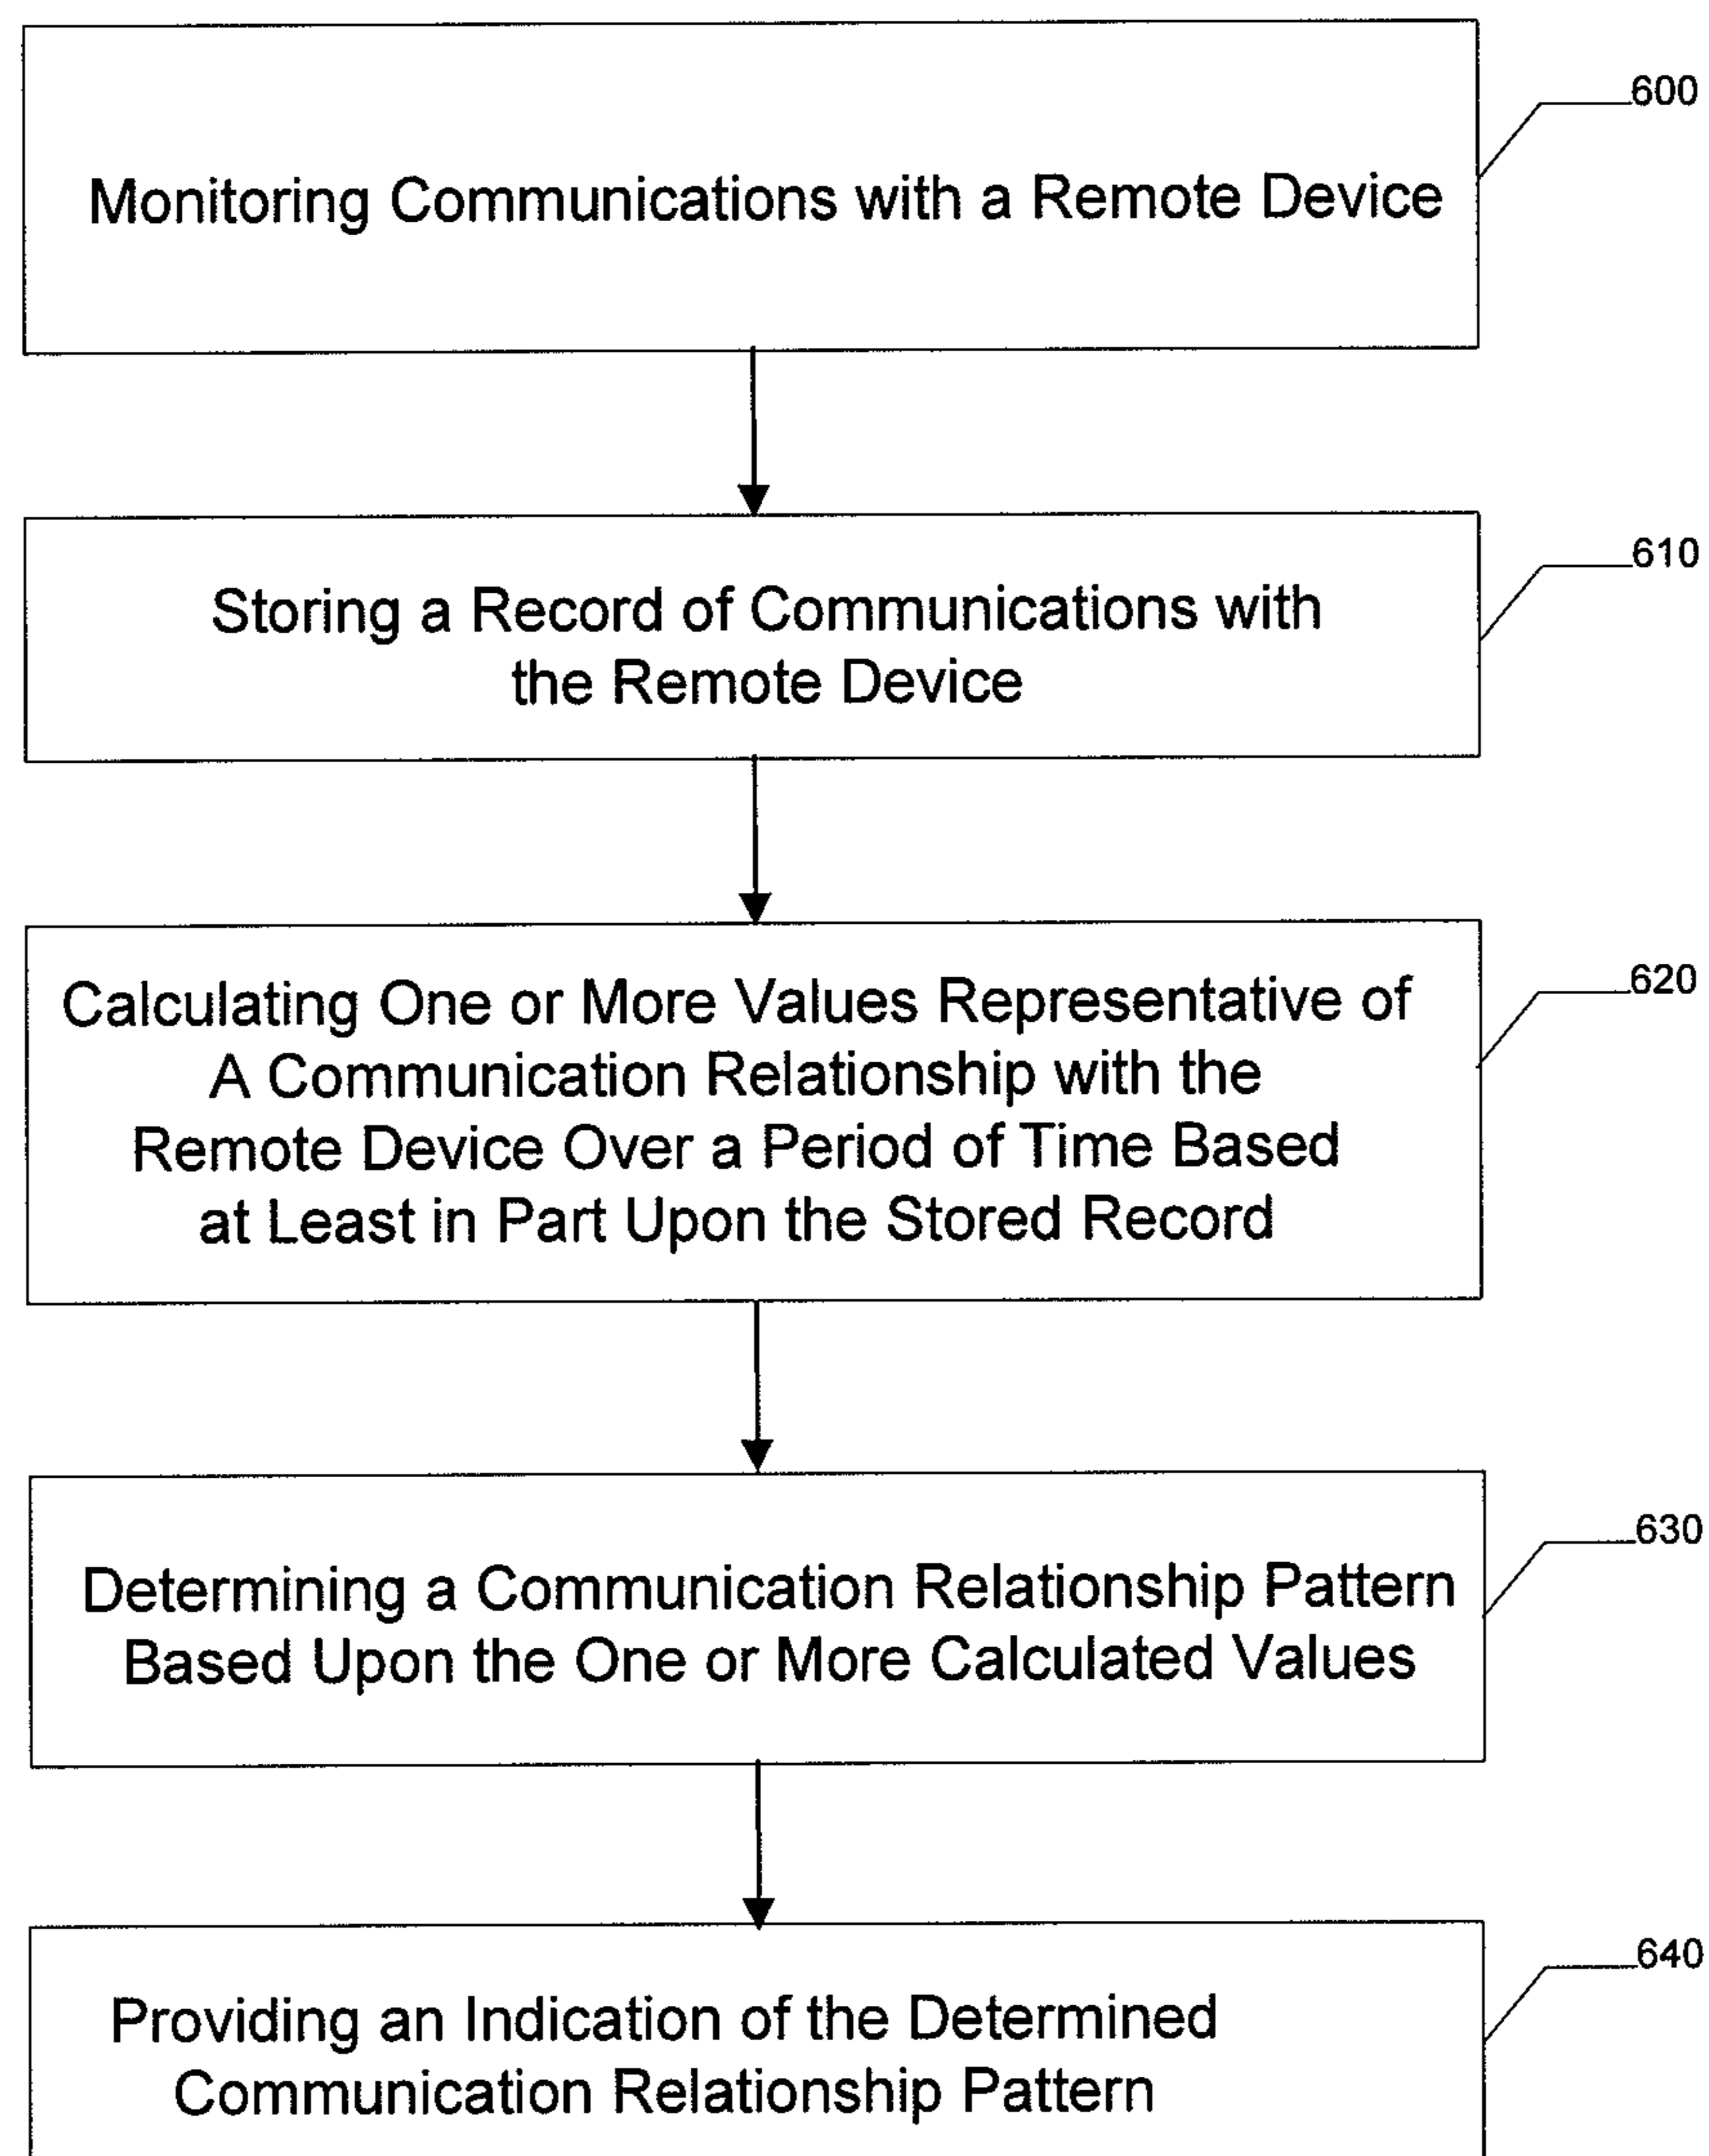 600
Monitoring Communications with a Remote Device
610
Storing a Record of Communications with
the Remote Device
620
Calculating One or More Values Representative of
A Communication Relationship with the
Remote Device Over a Period of Time Based
at Least in Part Upon the Stored Record
630
Determining a Communication Relationship Pattern
Based Upon the One or More Calculated Values
640
Providing an Indication of the Determined
Communication Relationship Pattern